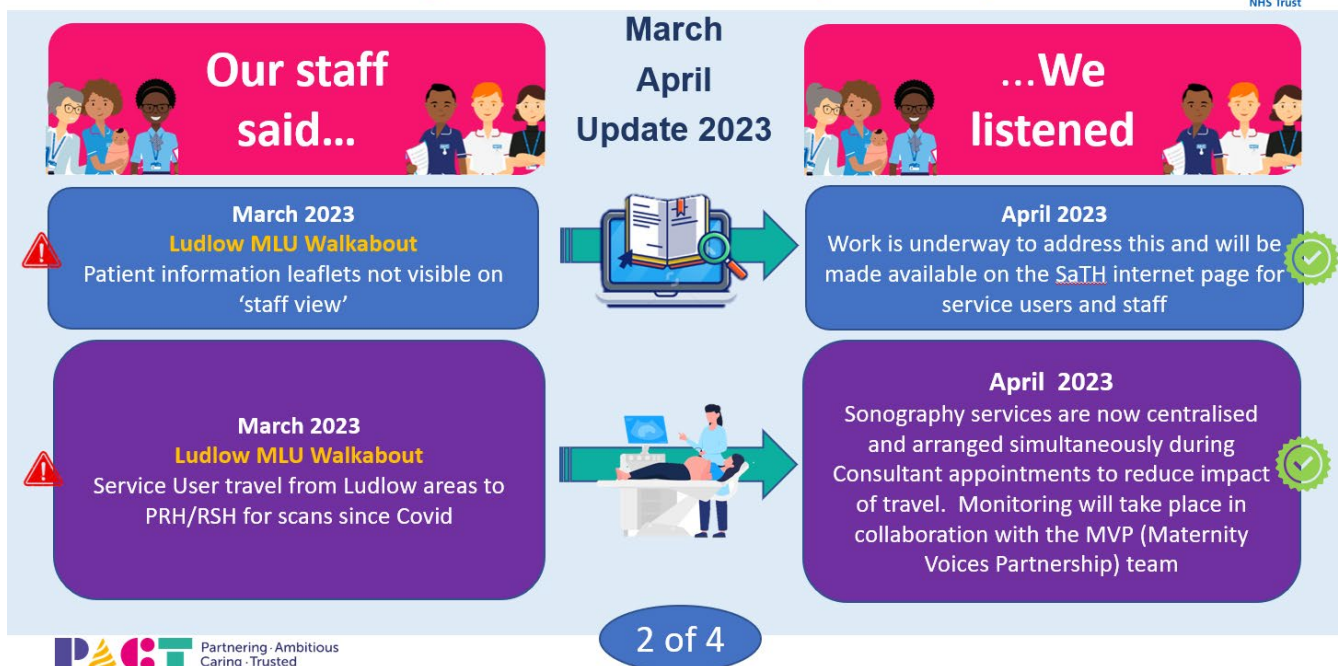 NHS Trust
Our staff
said...
March
April
Update 2023
...We
listened
March 2023
Ludlow MLU Walkabout
Patient information leaflets not visible on
‘staff view’
April 2023
Work is underway to address this and will be
made available on the SaTH internet page for
service users and staff
March 2023
Ludlow MLU Walkabout
Service User travel from Ludlow areas to
PRH/RSH for scans since Covid
April  2023
Sonography services are now centralised
and arranged simultaneously during
Consultant appointments to reduce impact
of travel.  Monitoring will take place in
collaboration with the MVP (Maternity
Voices Partnership) team
PACT
Partnering · Ambitious
Caring · Trusted
2 of 4